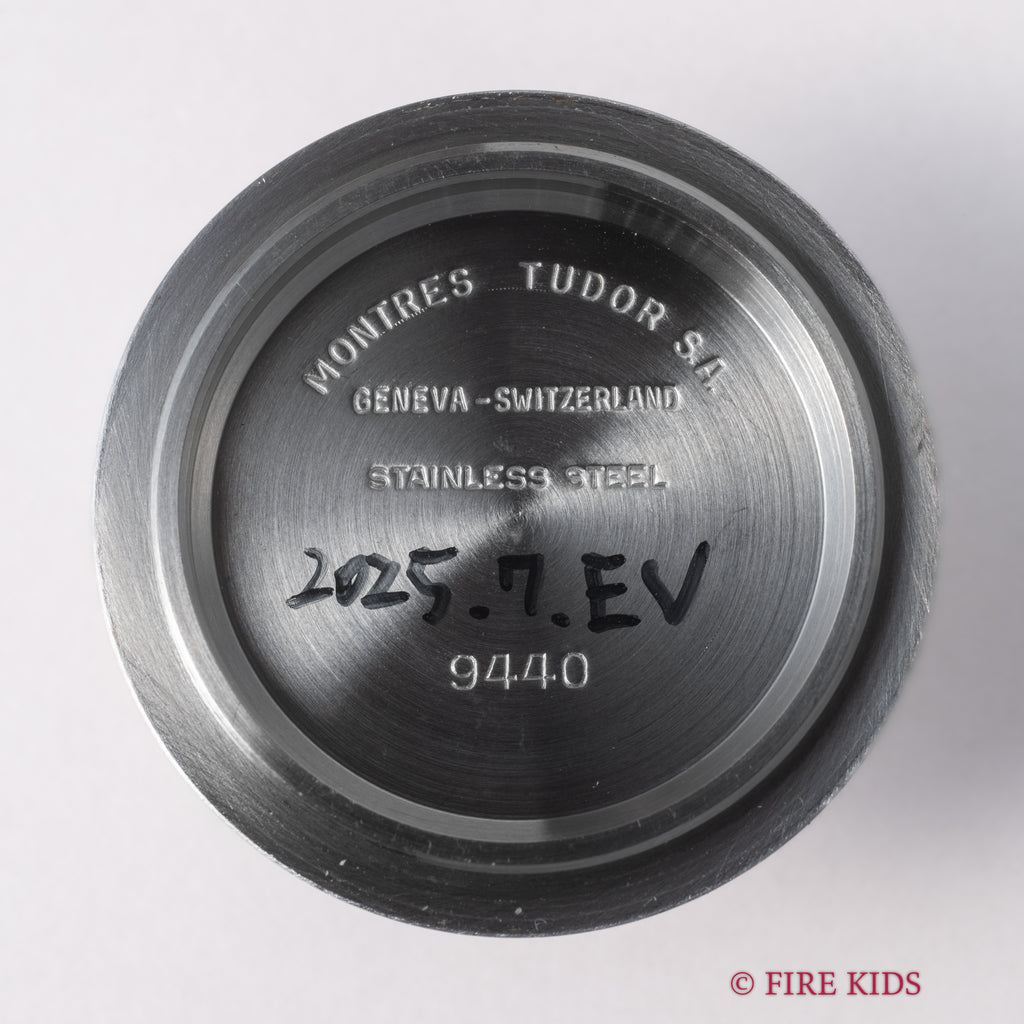 MONTRES TUDOR S.A.
GENEVA-SWITZERLAND
STAINLESS STEEL
2025.7.EV
9440
© FIRE KIDS